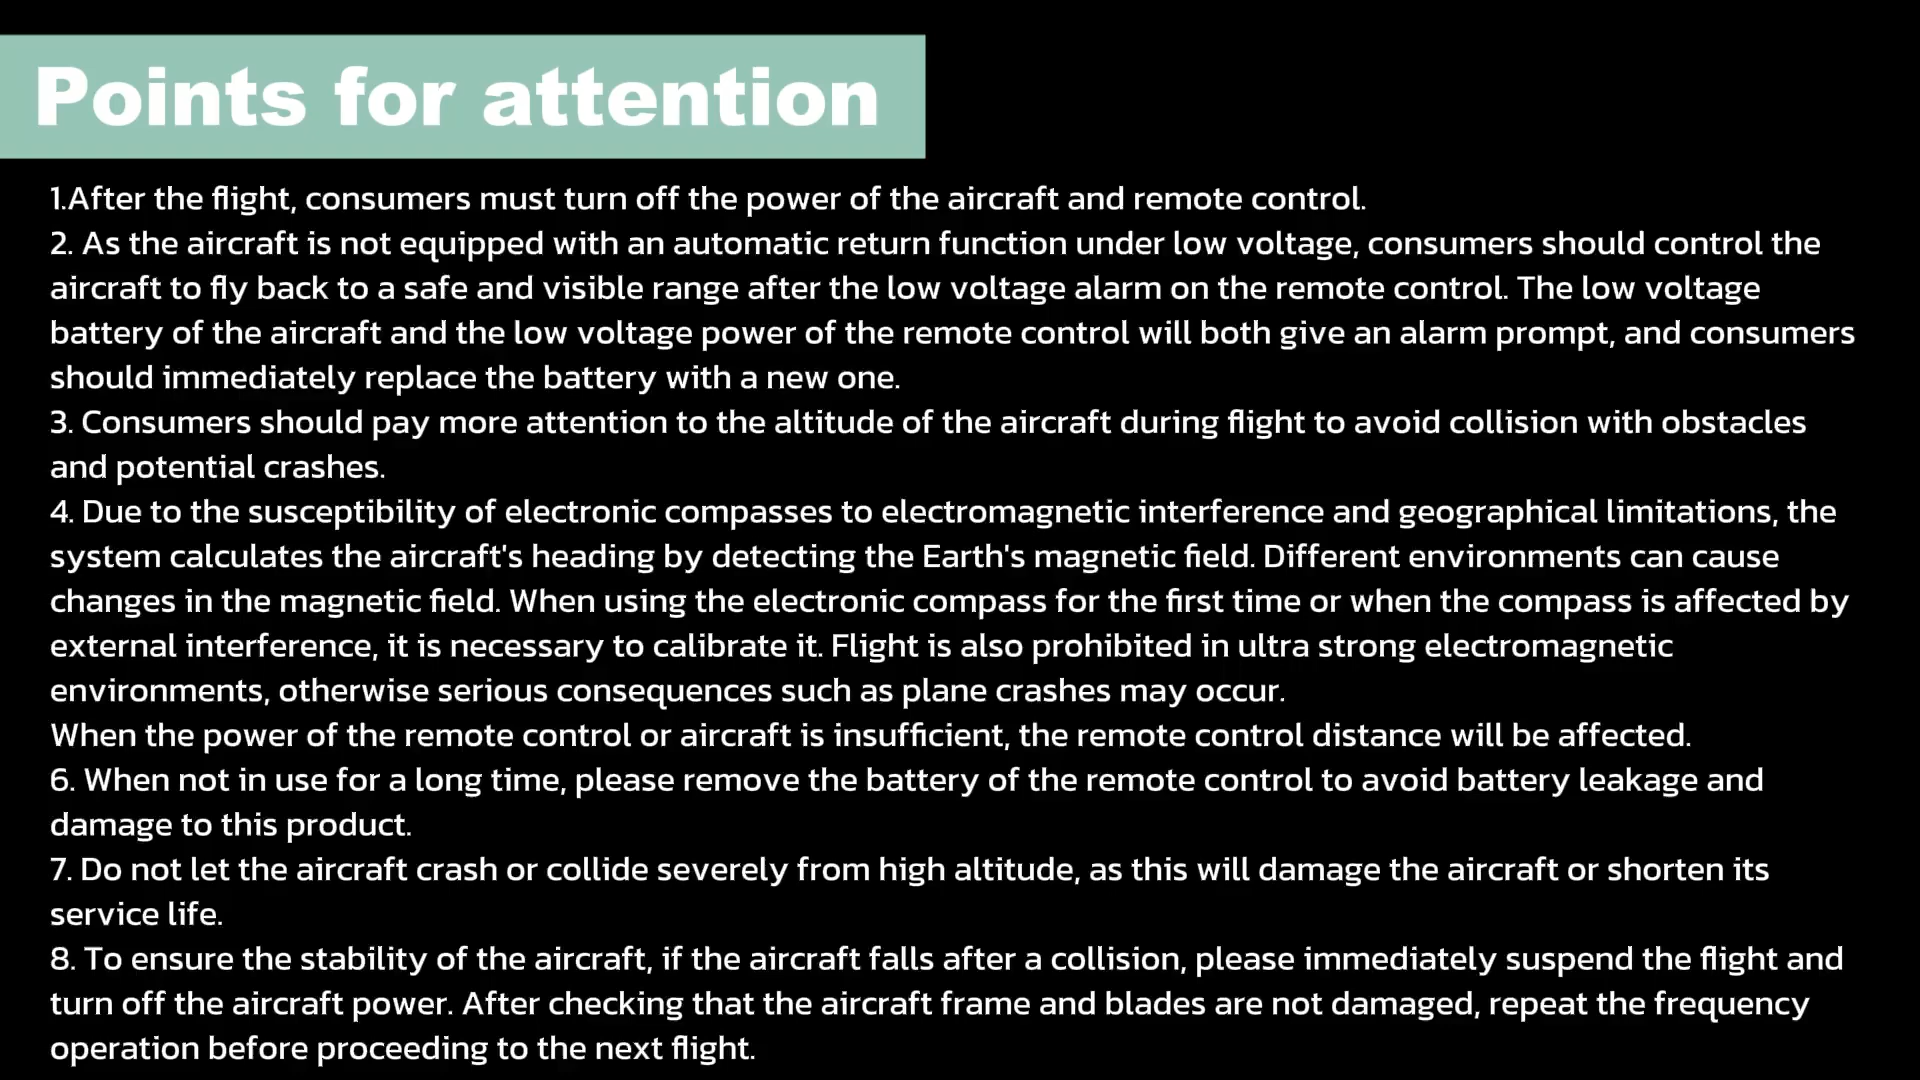 Points for attention
1.After the flight, consumers must turn off the power of the aircraft and remote control.
2. As the aircraft is not equipped with an automatic return function under low voltage, consumers should control the
aircraft to fly back to a safe and visible range after the low voltage alarm on the remote control. The low voltage
battery of the aircraft and the low voltage power of the remote control will both give an alarm prompt, and consumers
should immediately replace the battery with a new one.
3. Consumers should pay more attention to the altitude of the aircraft during flight to avoid collision with obstacles
and potential crashes.
4. Due to the susceptibility of electronic compasses to electromagnetic interference and geographical limitations, the
system calculates the aircraft's heading by detecting the Earth's magnetic field. Different environments can cause
changes in the magnetic field. When using the electronic compass for the first time or when the compass is affected by
external interference, it is necessary to calibrate it. Flight is also prohibited in ultra strong electromagnetic
environments, otherwise serious consequences such as plane crashes may occur.
When the power of the remote control or aircraft is insufficient, the remote control distance will be affected.
6. When not in use for a long time, please remove the battery of the remote control to avoid battery leakage and
damage to this product.
7. Do not let the aircraft crash or collide severely from high altitude, as this will damage the aircraft or shorten its
service life.
8. To ensure the stability of the aircraft, if the aircraft falls after a collision, please immediately suspend the flight and
turn off the aircraft power. After checking that the aircraft frame and blades are not damaged, repeat the frequency
operation before proceeding to the next flight.